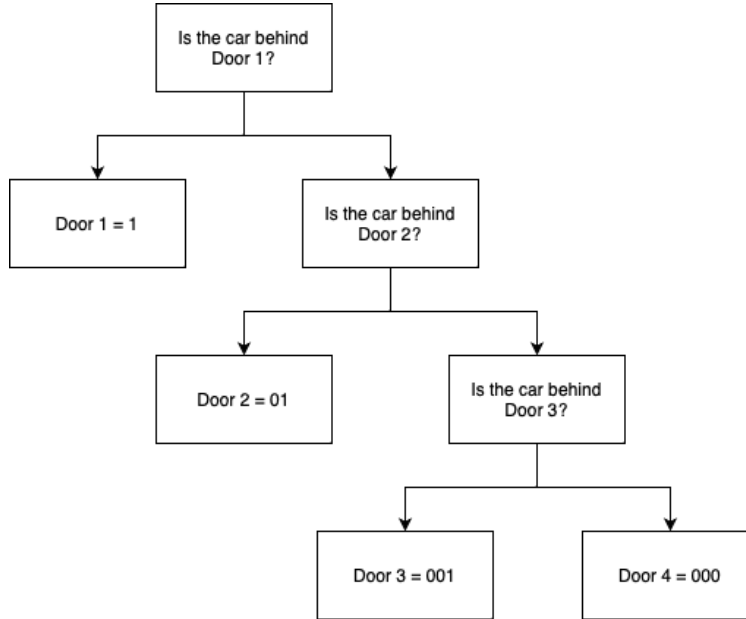 Is the car behind
Door 1?
Door 1 = 1
Is the car behind
Door 2?
Door 2 = 01
Is the car behind
Door 3?
Door 3 = 001
Door 4 = 000